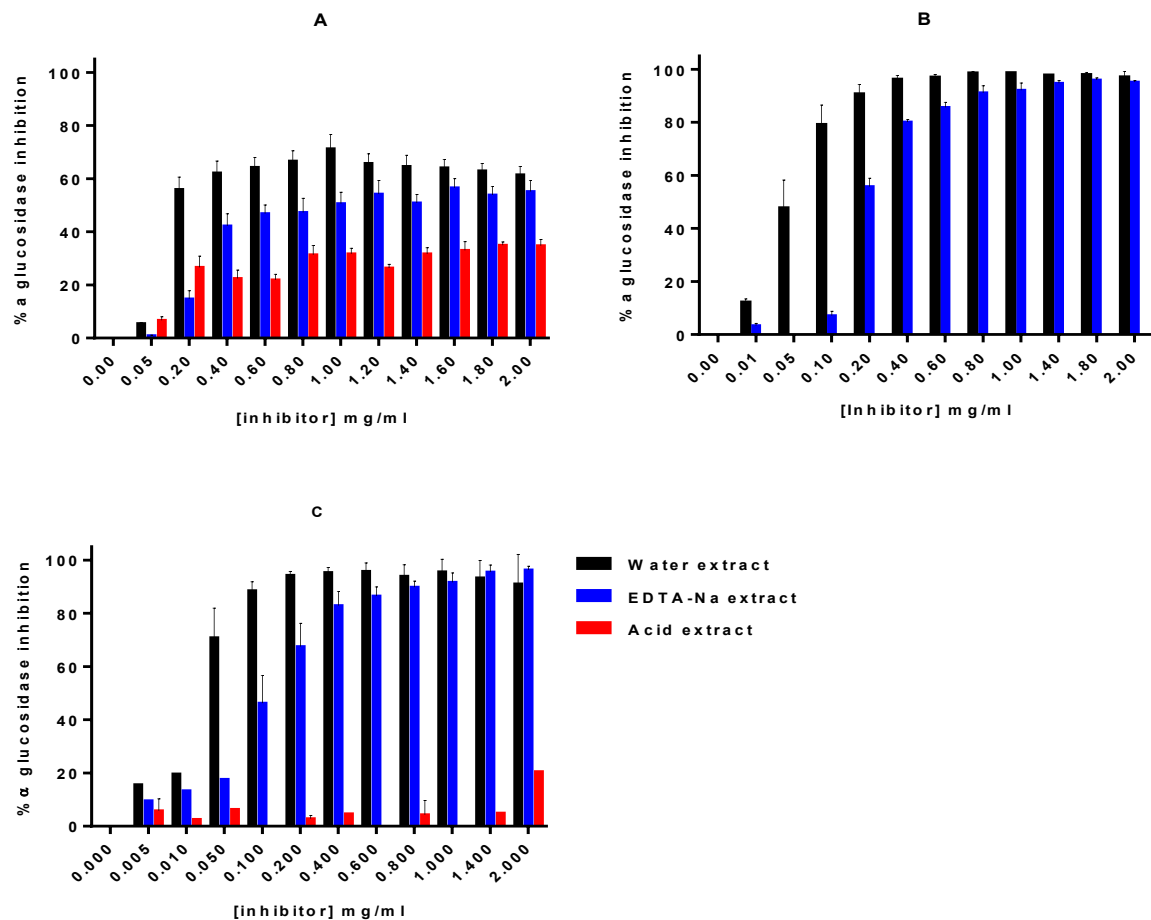 A
% a glucosidase inhibition
100
80
60
40
20
0
0.00 0.05 0.20 0.40 0.60 0.80 1.00 1.20 1.40 1.60 1.80 2.00
[inhibitor] mg/ml
B
% a glucosidase inhibition
100
80
60
40
20
0
0.00 0.01 0.05 0.10 0.20 0.40 0.60 0.80 1.00 1.40 1.80 2.00
[Inhibitor] mg/ml
C
% α glucosidase inhibition
100
80
60
40
20
0
0.000 0.005 0.010 0.050 0.100 0.200 0.400 0.600 0.800 1.000 1.400 2.000
[inhibitor] mg/ml
Water extract
EDTA-Na extract
Acid extract